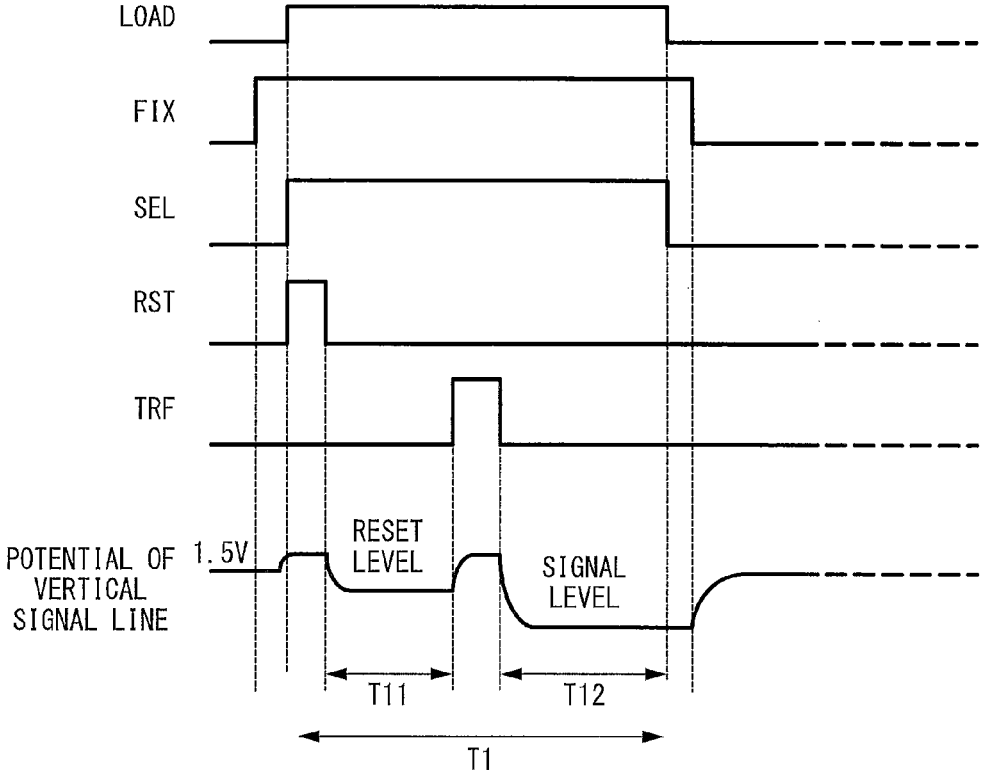 LOAD
FIX
SEL
RST
TRF
RESET
LEVEL
1.5V
POTENTIAL OF
VERTICAL
SIGNAL LINE
SIGNAL
LEVEL
T11
T12
T1